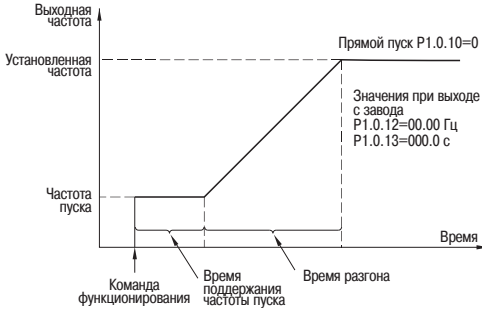 Выходная
частота
Прямой пуск P1.0.10=0
Установленная
частота
Значения при выходе
с завода
P1.0.12=00.00 Гц
P1.0.13=000.0 с
Частота
пуска
Время
Команда
функционирования
Время
поддержания
частоты пуска
Время разгона